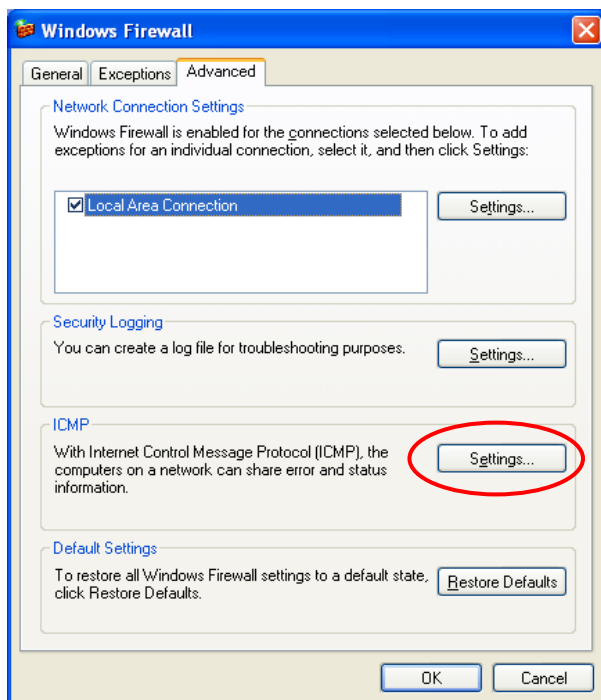 Windows Firewall
General
Exceptions
Advanced
Network Connection Settings
Windows Firewall is enabled for the connections selected below. To add
exceptions for an individual connection, select it, and then click Settings:
Local Area Connection
Settings...
Security Logging
You can create a log file for troubleshooting purposes.
Settings...
ICMP
With Internet Control Message Protocol (ICMP), the
computers on a network can share error and status
information.
Settings...
Default Settings
To restore all Windows Firewall settings to a default state,
click Restore Defaults.
Restore Defaults
OK
Cancel